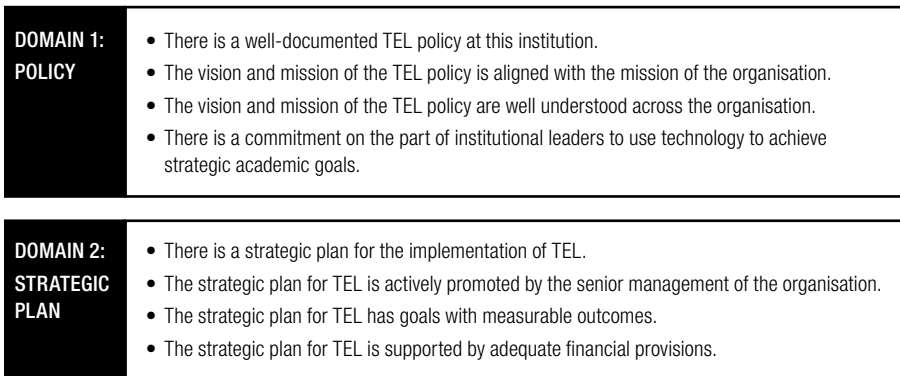 DOMAIN 1:
POLICY
• There is a well-documented TEL policy at this institution.
• The vision and mission of the TEL policy is aligned with the mission of the organisation.
• The vision and mission of the TEL policy are well understood across the organisation.
• There is a commitment on the part of institutional leaders to use technology to achieve
strategic academic goals.
DOMAIN 2:
STRATEGIC
PLAN
• There is a strategic plan for the implementation of TEL.
• The strategic plan for TEL is actively promoted by the senior management of the organisation.
• The strategic plan for TEL has goals with measurable outcomes.
• The strategic plan for TEL is supported by adequate financial provisions.